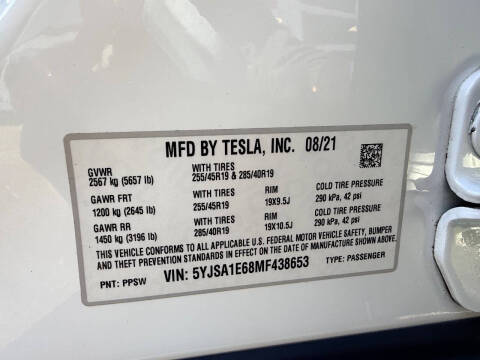 MFD BY TESLA, INC. 08/21
GVWR WITH TIRES
2567 kg (5657 lb) 255/45R19 & 285/40R19
GAWR FRT WITH TIRES RIM COLD TIRE PRESSURE
1200 kg (2645 lb) 255/45R19 19X9.5J 290 kPa, 42 psi
GAWR RR WITH TIRES RIM COLD TIRE PRESSURE
1450 kg (3196 lb) 285/40R19 19X10.5J 290 kPa, 42 psi
THIS VEHICLE CONFORMS TO ALL APPLICABLE U.S. FEDERAL MOTOR VEHICLE SAFETY, BUMPER
AND THEFT PREVENTION STANDARDS IN EFFECT ON THE DATE OF MANUFACTURE SHOWN ABOVE.
VIN: 5YJSA1E68MF438653
PNT: PPSW TYPE: PASSENGER